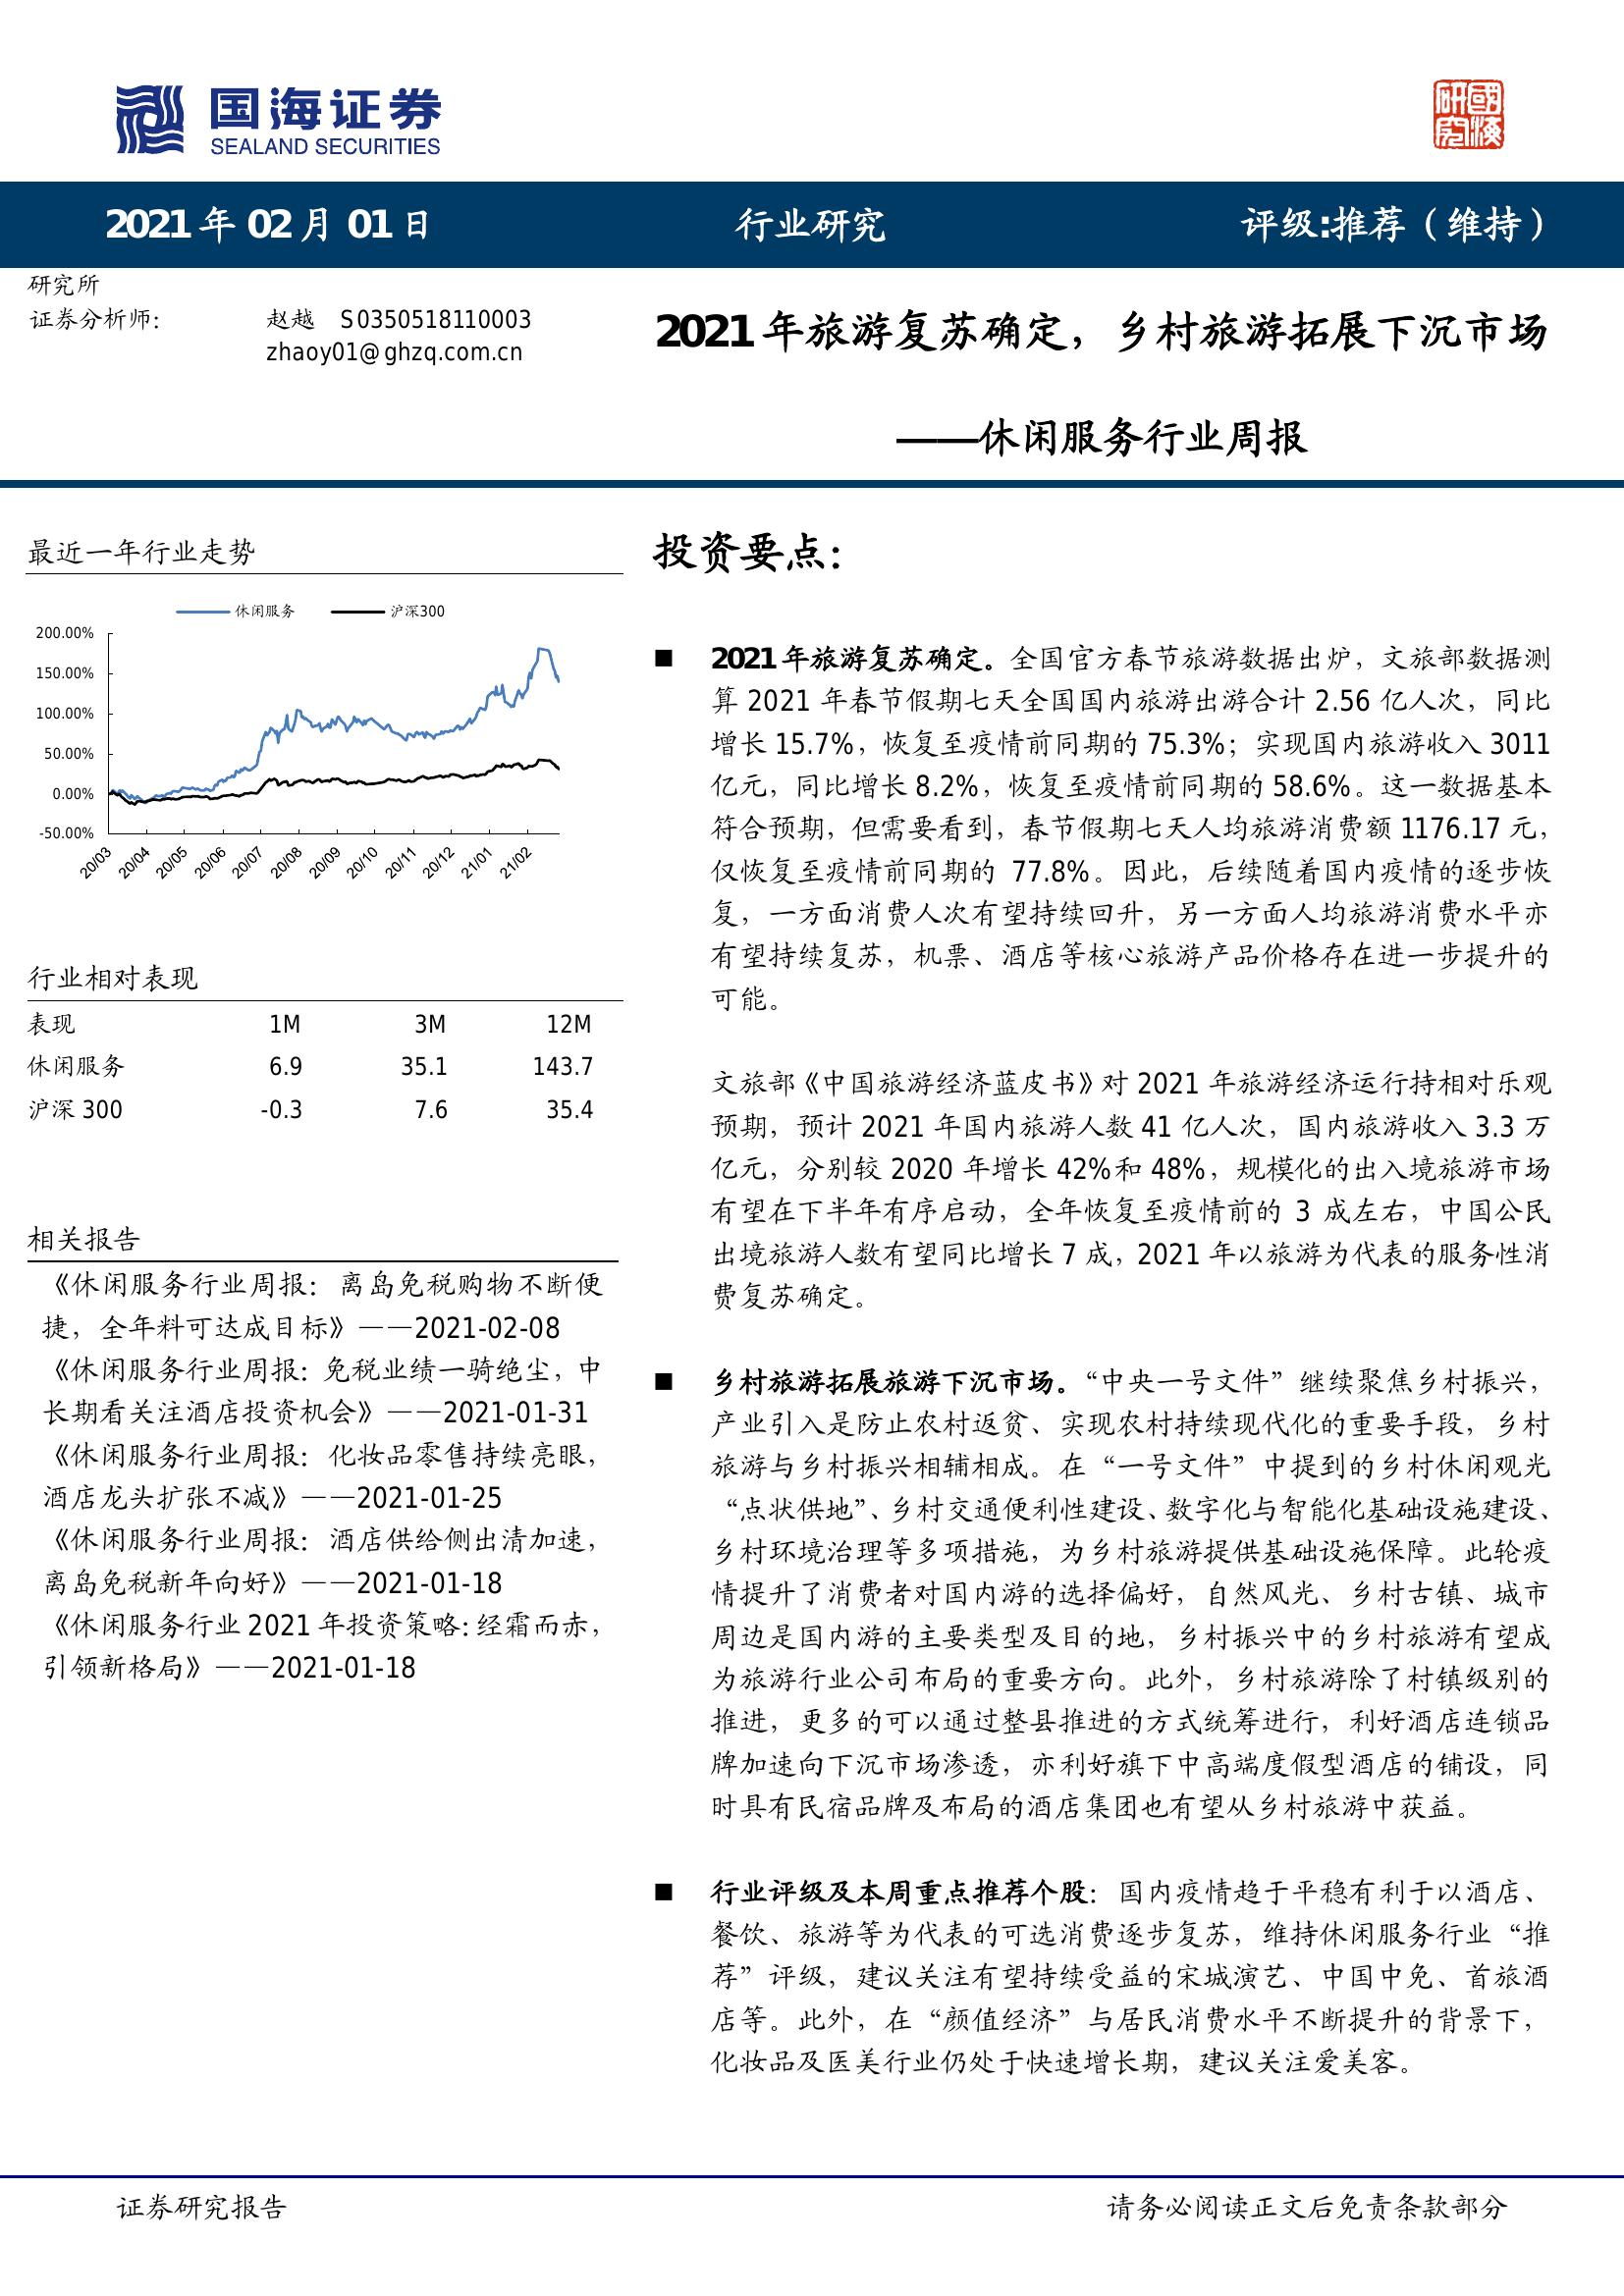 国海证券
SEALAND SECURITIES
國海研究
2021 年 02 月 01 日
行业研究
评级:推荐（维持）
研究所
证券分析师：
赵越 S0350518110003
zhaoy01@ghzq.com.cn
2021 年旅游复苏确定，乡村旅游拓展下沉市场
——休闲服务行业周报
最近一年行业走势
休闲服务
沪深300
200.00%
150.00%
100.00%
50.00%
0.00%
-50.00%
20/03
20/04
20/05
20/06
20/07
20/08
20/09
20/10
20/11
20/12
21/01
21/02
行业相对表现
表现 1M 3M 12M
休闲服务 6.9 35.1 143.7
沪深 300 -0.3 7.6 35.4
相关报告
《休闲服务行业周报：离岛免税购物不断便
捷，全年料可达成目标》——2021-02-08
《休闲服务行业周报：免税业绩一骑绝尘，中
长期看关注酒店投资机会》——2021-01-31
《休闲服务行业周报：化妆品零售持续亮眼，
酒店龙头扩张不减》——2021-01-25
《休闲服务行业周报：酒店供给侧出清加速，
离岛免税新年向好》——2021-01-18
《休闲服务行业 2021 年投资策略：经霜而赤，
引领新格局》——2021-01-18
投资要点：
■ 2021 年旅游复苏确定。全国官方春节旅游数据出炉，文旅部数据测
算 2021 年春节假期七天全国国内旅游出游合计 2.56 亿人次，同比
增长 15.7%，恢复至疫情前同期的 75.3%；实现国内旅游收入 3011
亿元，同比增长 8.2%，恢复至疫情前同期的 58.6%。这一数据基本
符合预期，但需要看到，春节假期七天人均旅游消费额 1176.17 元，
仅恢复至疫情前同期的 77.8%。因此，后续随着国内疫情的逐步恢
复，一方面消费人次有望持续回升，另一方面人均旅游消费水平亦
有望持续复苏，机票、酒店等核心旅游产品价格存在进一步提升的
可能。
文旅部《中国旅游经济蓝皮书》对 2021 年旅游经济运行持相对乐观
预期，预计 2021 年国内旅游人数 41 亿人次，国内旅游收入 3.3 万
亿元，分别较 2020 年增长 42%和 48%，规模化的出入境旅游市场
有望在下半年有序启动，全年恢复至疫情前的 3 成左右，中国公民
出境旅游人数有望同比增长 7 成，2021 年以旅游为代表的服务性消
费复苏确定。
■ 乡村旅游拓展旅游下沉市场。“中央一号文件”继续聚焦乡村振兴，
产业引入是防止农村返贫、实现农村持续现代化的重要手段，乡村
旅游与乡村振兴相辅相成。在“一号文件”中提到的乡村休闲观光
“点状供地”、乡村交通便利性建设、数字化与智能化基础设施建设、
乡村环境治理等多项措施，为乡村旅游提供基础设施保障。此轮疫
情提升了消费者对国内游的选择偏好，自然风光、乡村古镇、城市
周边是国内游的主要类型及目的地，乡村振兴中的乡村旅游有望成
为旅游行业公司布局的重要方向。此外，乡村旅游除了村镇级别的
推进，更多的可以通过整县推进的方式统筹进行，利好酒店连锁品
牌加速向下沉市场渗透，亦利好旗下中高端度假型酒店的铺设，同
时具有民宿品牌及布局的酒店集团也有望从乡村旅游中获益。
■ 行业评级及本周重点推荐个股：国内疫情趋于平稳有利于以酒店、
餐饮、旅游等为代表的可选消费逐步复苏，维持休闲服务行业“推
荐”评级，建议关注有望持续受益的宋城演艺、中国中免、首旅酒
店等。此外，在“颜值经济”与居民消费水平不断提升的背景下，
化妆品及医美行业仍处于快速增长期，建议关注爱美客。
证券研究报告
请务必阅读正文后免责条款部分